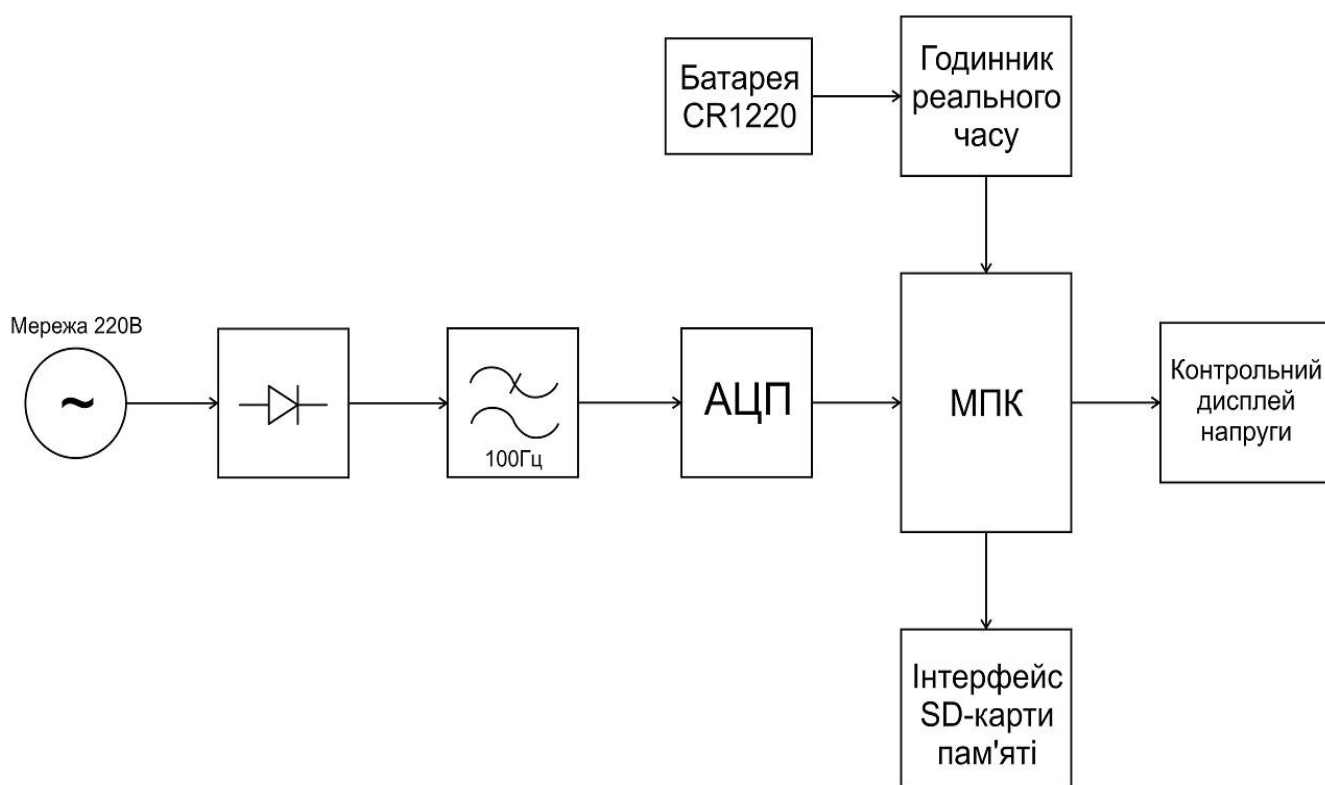 Батарея
CR1220
Годинник
реального
часу
Мережа 220В
~
100Гц
АЦП
МПК
Контрольний
дисплей
напруги
Інтерфейс
SD-карти
пам'яті